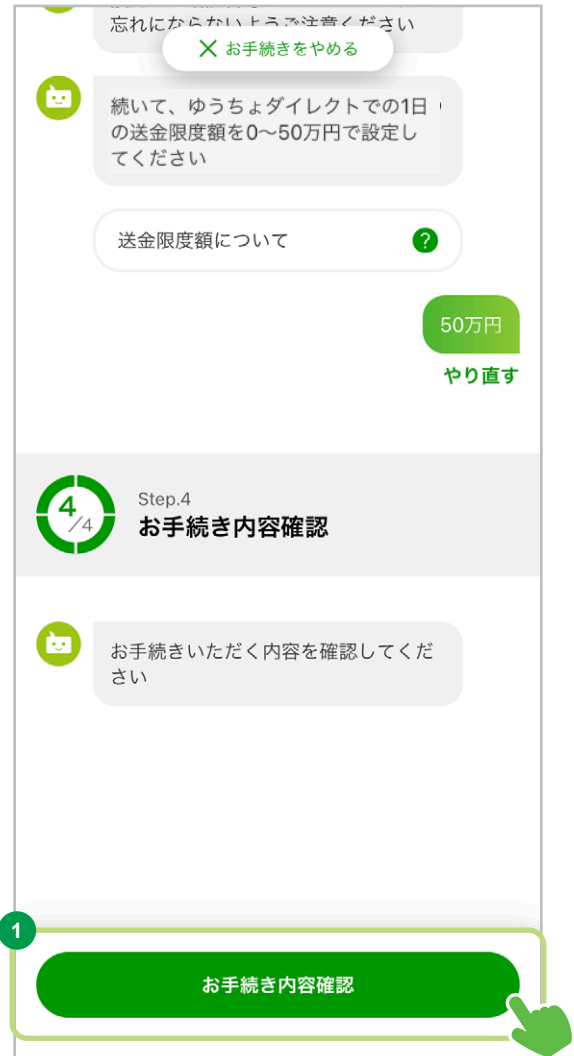 忘れにならないようご注意ください
お手続きをやめる
続いて、ゆうちょダイレクトでの1日
の送金限度額を0〜50万円で設定し
てください
送金限度額について
?
50万円
やり直す
4/4
Step.4
お手続き内容確認
お手続きいただく内容を確認してくだ
さい
1
お手続き内容確認